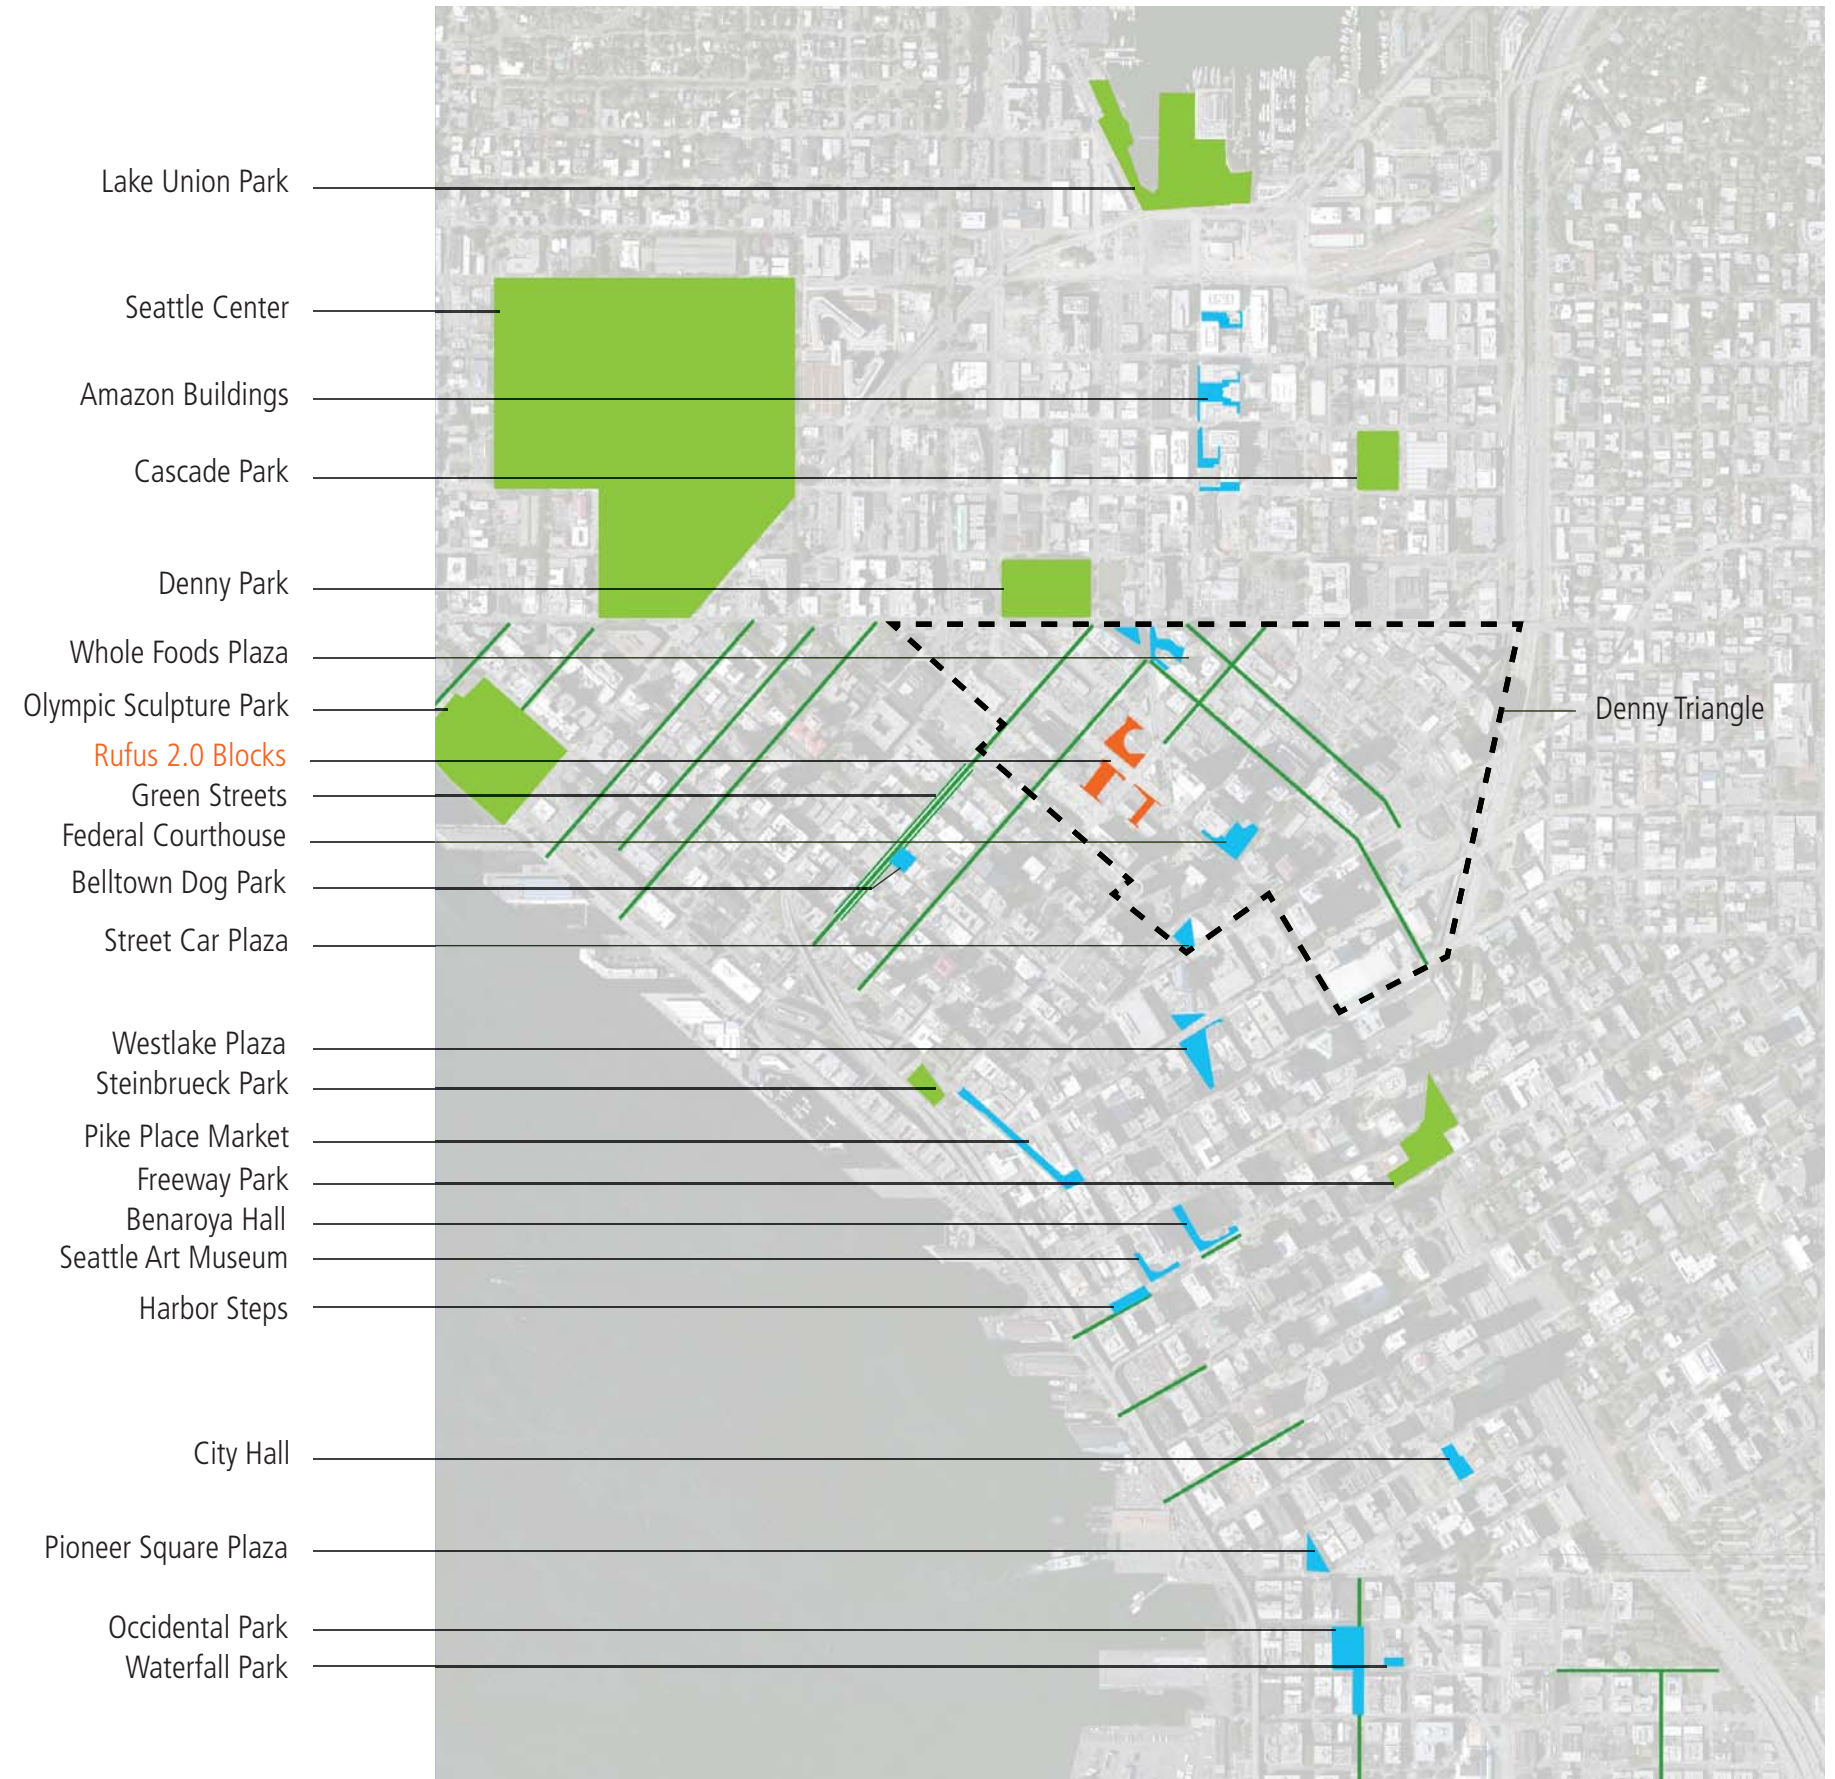 Lake Union Park
Seattle Center
Amazon Buildings
Cascade Park
Denny Park
Whole Foods Plaza
Olympic Sculpture Park
Denny Triangle
Rufus 2.0 Blocks
Green Streets
Federal Courthouse
Belltown Dog Park
Street Car Plaza
Westlake Plaza
Steinbrueck Park
Pike Place Market
Freeway Park
Benaroya Hall
Seattle Art Museum
Harbor Steps
City Hall
Pioneer Square Plaza
Occidental Park
Waterfall Park